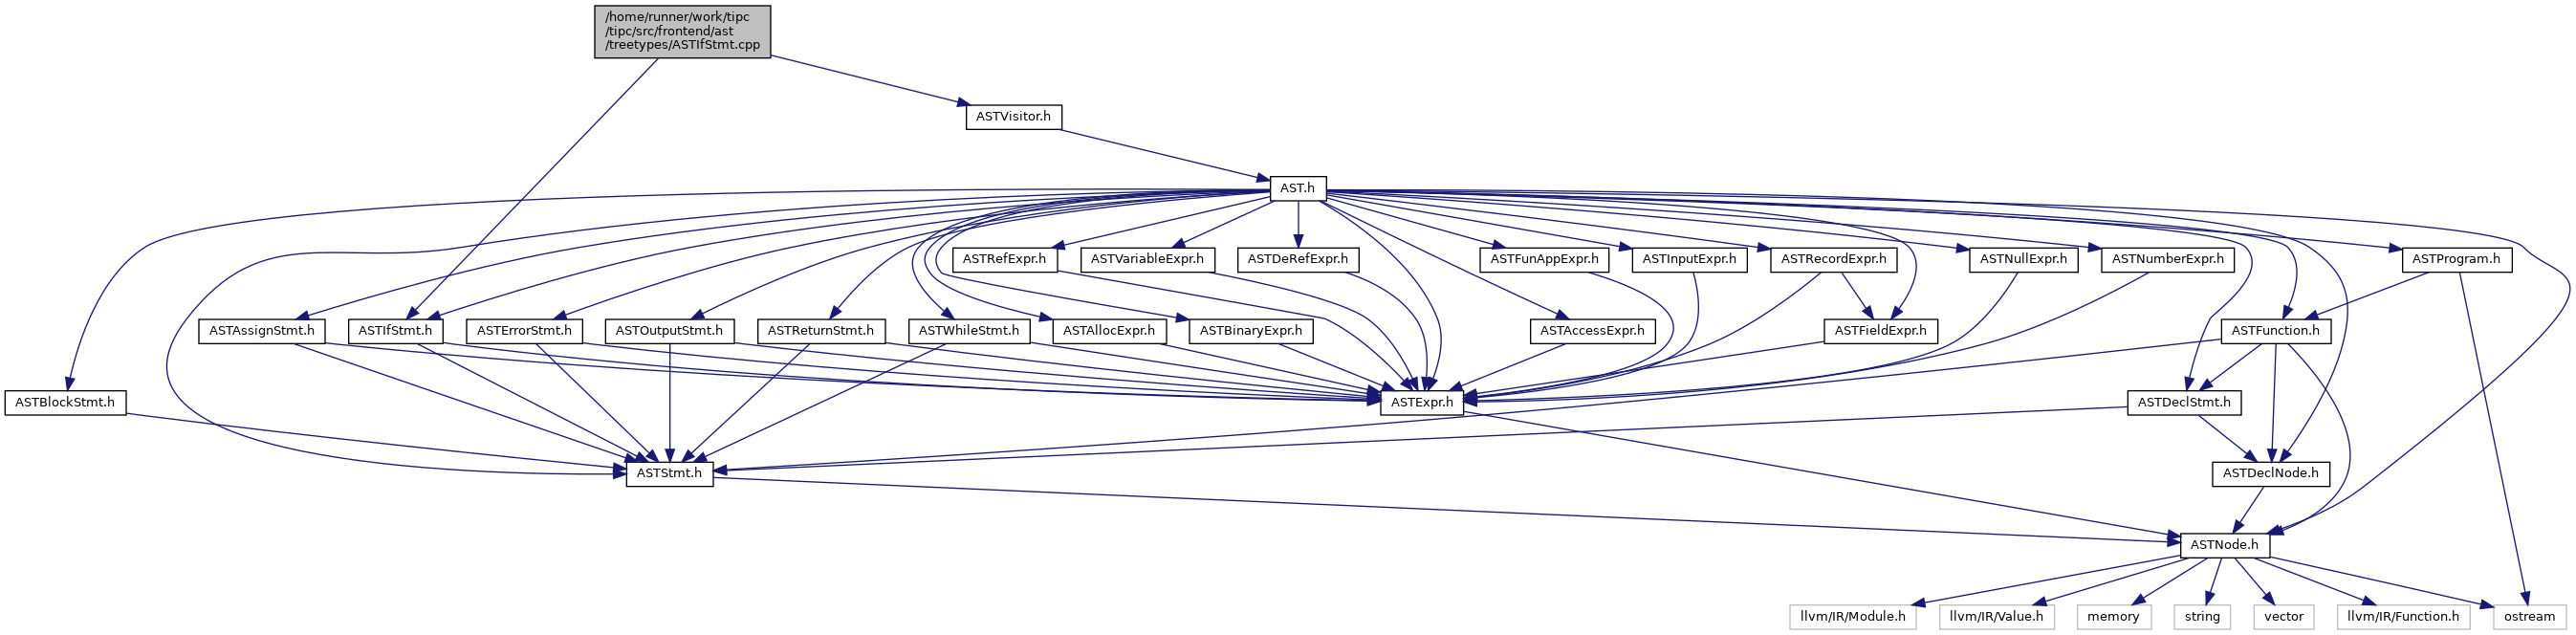 /home/runner/work/tipc
/tipc/src/frontend/ast
/treetypes/ASTIfStmt.cpp
ASTVisitor.h
AST.h
ASTRefExpr.h
ASTVariableExpr.h
ASTDeRefExpr.h
ASTFunAppExpr.h
ASTInputExpr.h
ASTRecordExpr.h
ASTNullExpr.h
ASTNumberExpr.h
ASTProgram.h
ASTAssignStmt.h
ASTIfStmt.h
ASTErrorStmt.h
ASTOutputStmt.h
ASTReturnStmt.h
ASTWhileStmt.h
ASTAllocExpr.h
ASTBinaryExpr.h
ASTAccessExpr.h
ASTFieldExpr.h
ASTFunction.h
ASTBlockStmt.h
ASTExpr.h
ASTDeclStmt.h
ASTStmt.h
ASTDeclNode.h
ASTNode.h
llvm/IR/Module.h
llvm/IR/Value.h
memory
string
vector
llvm/IR/Function.h
ostream